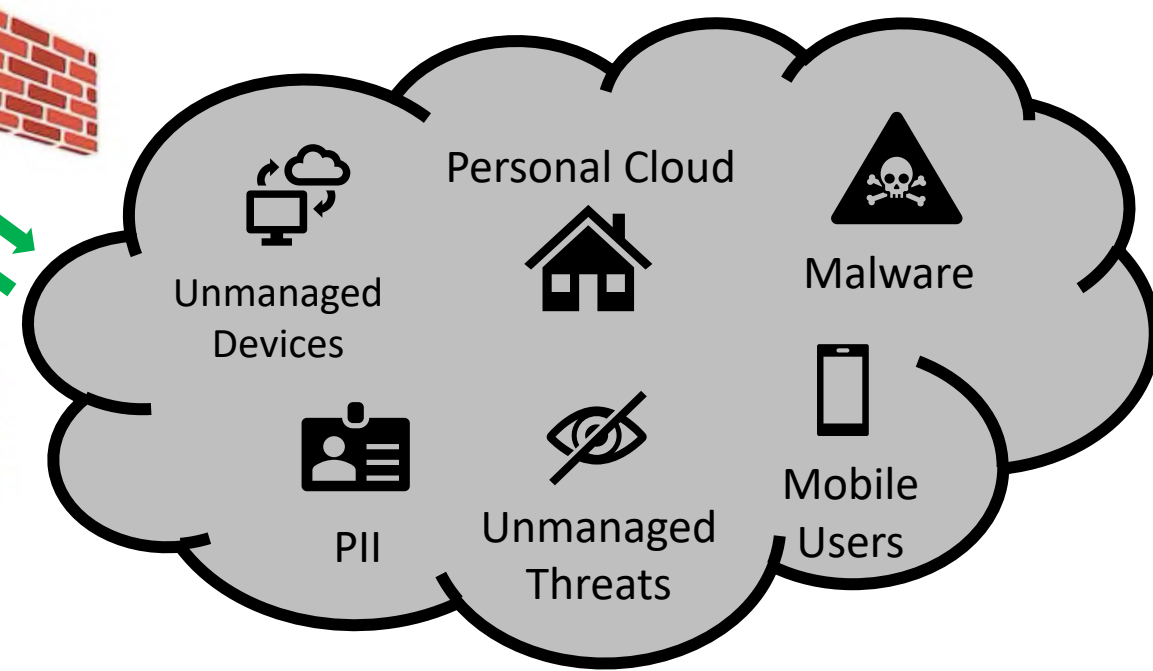 Personal Cloud
Unmanaged
Devices
Malware
PII
Unmanaged
Threats
Mobile
Users